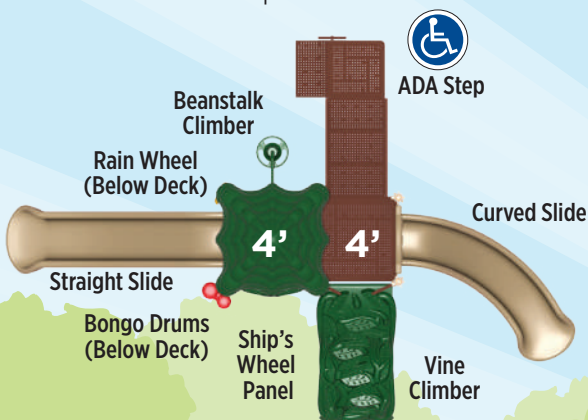 ADA Step
Beanstalk
Climber
Rain Wheel
(Below Deck)
Curved Slide
4’
4’
Straight Slide
Bongo Drums
(Below Deck)
Ship’s
Wheel
Panel
Vine
Climber